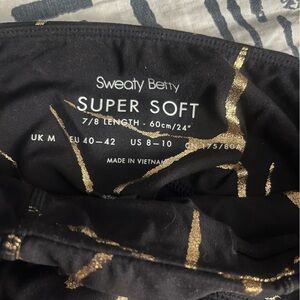 Sweaty Betty
SUPER SOFT
7/8 LENGTH - 60cm/24"
UK M EU 40-42 US 8-10 CN 175/80A
MADE IN VIETNAM